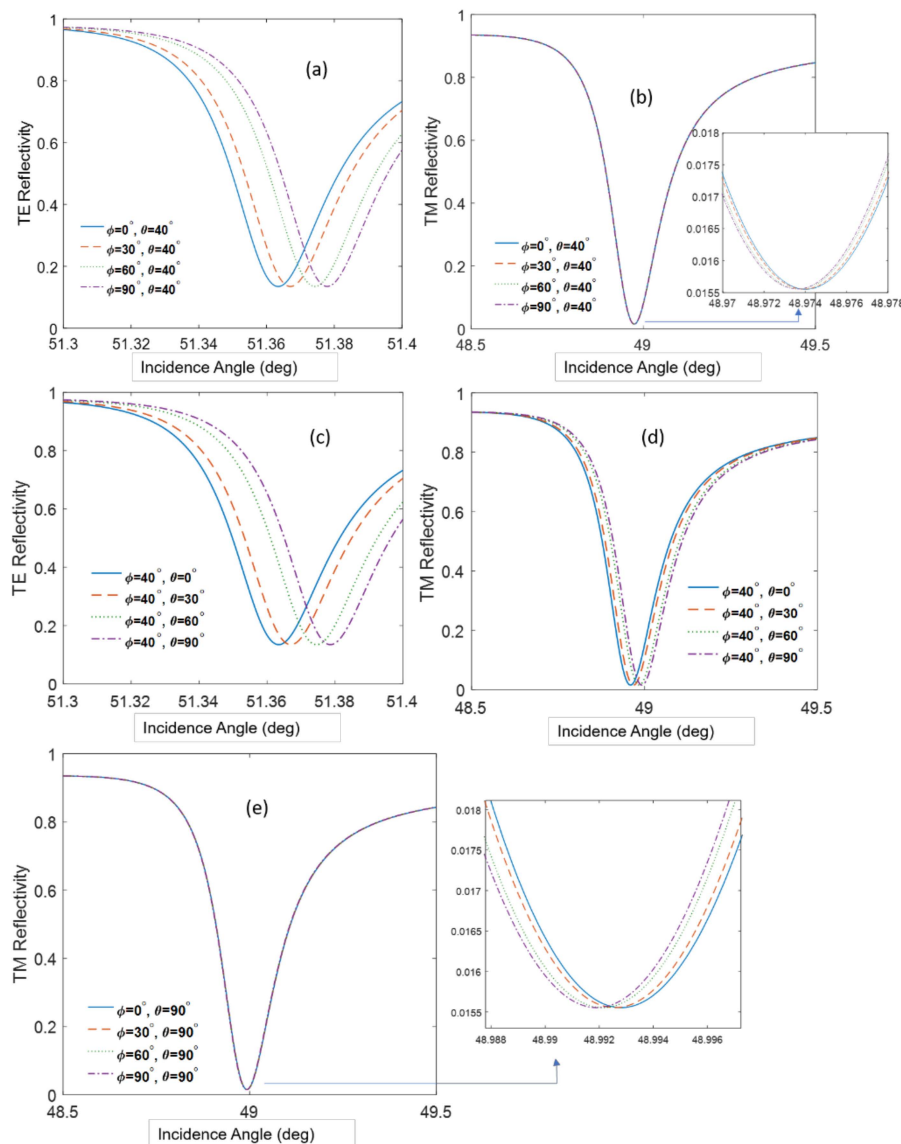 (a)
TE Reflectivity
1
0.8
0.6
0.4
0.2
0
ϕ=0°, θ=40°
ϕ=30°, θ=40°
ϕ=60°, θ=40°
ϕ=90°, θ=40°
51.3 51.32 51.34 51.36 51.38 51.4
Incidence Angle (deg)
(b)
TM Reflectivity
1
0.8
0.6
0.4
0.2
0
ϕ=0°, θ=40°
ϕ=30°, θ=40°
ϕ=60°, θ=40°
ϕ=90°, θ=40°
0.018
0.0175
0.017
0.0165
0.016
0.0155
48.97 48.972 48.974 48.976 48.978
48.5 49 49.5
Incidence Angle (deg)
(c)
TE Reflectivity
1
0.8
0.6
0.4
0.2
0
ϕ=40°, θ=0°
ϕ=40°, θ=30°
ϕ=40°, θ=60°
ϕ=40°, θ=90°
51.3 51.32 51.34 51.36 51.38 51.4
Incidence Angle (deg)
(d)
TM Reflectivity
1
0.8
0.6
0.4
0.2
0
ϕ=40°, θ=0°
ϕ=40°, θ=30°
ϕ=40°, θ=60°
ϕ=40°, θ=90°
48.5 49 49.5
Incidence Angle (deg)
(e)
TM Reflectivity
1
0.8
0.6
0.4
0.2
0
ϕ=0°, θ=90°
ϕ=30°, θ=90°
ϕ=60°, θ=90°
ϕ=90°, θ=90°
48.5 49 49.5
Incidence Angle (deg)
0.018
0.0175
0.017
0.0165
0.016
0.0155
48.988 48.99 48.992 48.994 48.996